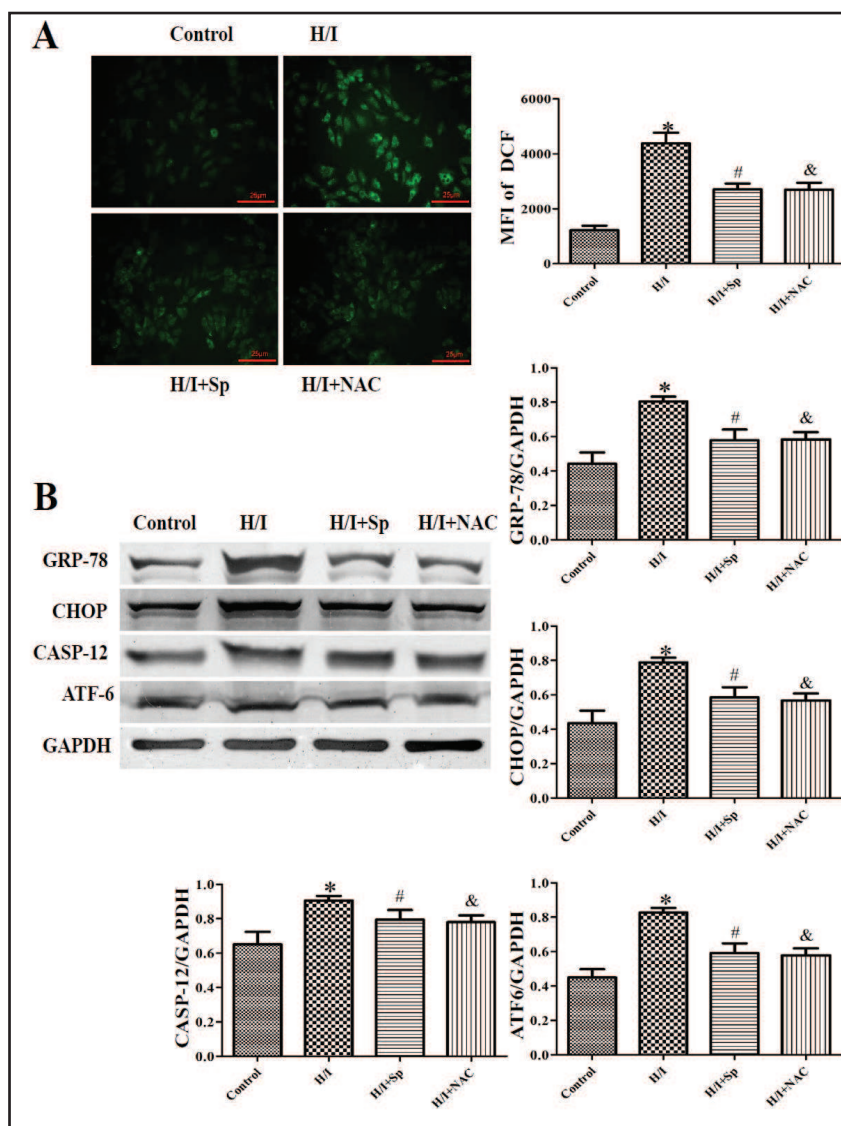 A
Control H/I
25μm 25μm
25μm 25μm
H/I+Sp H/I+NAC
MFI of DCF
6000
4000
2000
0
*
#
&
Control H/I H/I+Sp H/I+NAC
GRP-78/GAPDH
1.0
0.8
0.6
0.4
0.2
0.0
*
#
&
Control H/I H/I+Sp H/I+NAC
B
Control H/I H/I+Sp H/I+NAC
GRP-78
CHOP
CASP-12
ATF-6
GAPDH
CHOP/GAPDH
0.8
0.6
0.4
0.2
0.0
1.0
*
#
&
Control H/I H/I+Sp H/I+NAC
CASP-12/GAPDH
1.0
0.8
0.6
0.4
0.2
0.0
*
#
&
Control H/I H/I+Sp H/I+NAC
ATF6/GAPDH
1.0
0.8
0.6
0.4
0.2
0.0
*
#
&
Control H/I H/I+Sp H/I+NAC